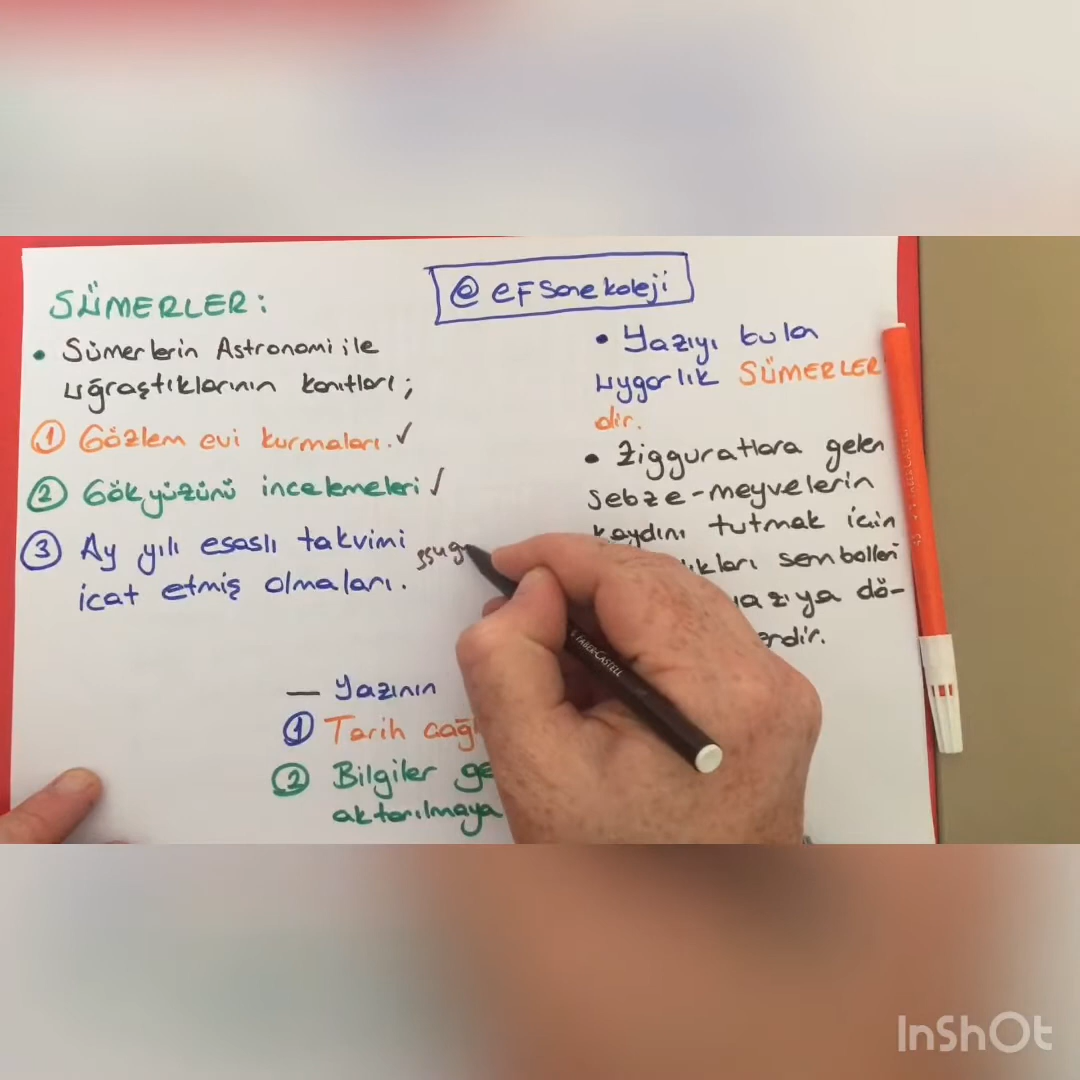 @eFSanekoleji
SÜMERLER:
• Sümerlerin Astronomi ile
uğraştıklarının kanıtları;
① Gözlem evi kurmaları. ✓
② Gökyüzünü incelemeleri ✓
③ Ay yılı esaslı takvimi
icat etmiş olmaları.
• Yazıyı bulan
uygarlık SÜMERLER
dir.
• Zigguratlara gelen
sebze-meyvelerin
kaydını tutmak için
sembolleri
yazıya dö-
— Yazının
① Tarih
② Bilgiler
aktarılmaya
FABER-CASTELL
InShOt